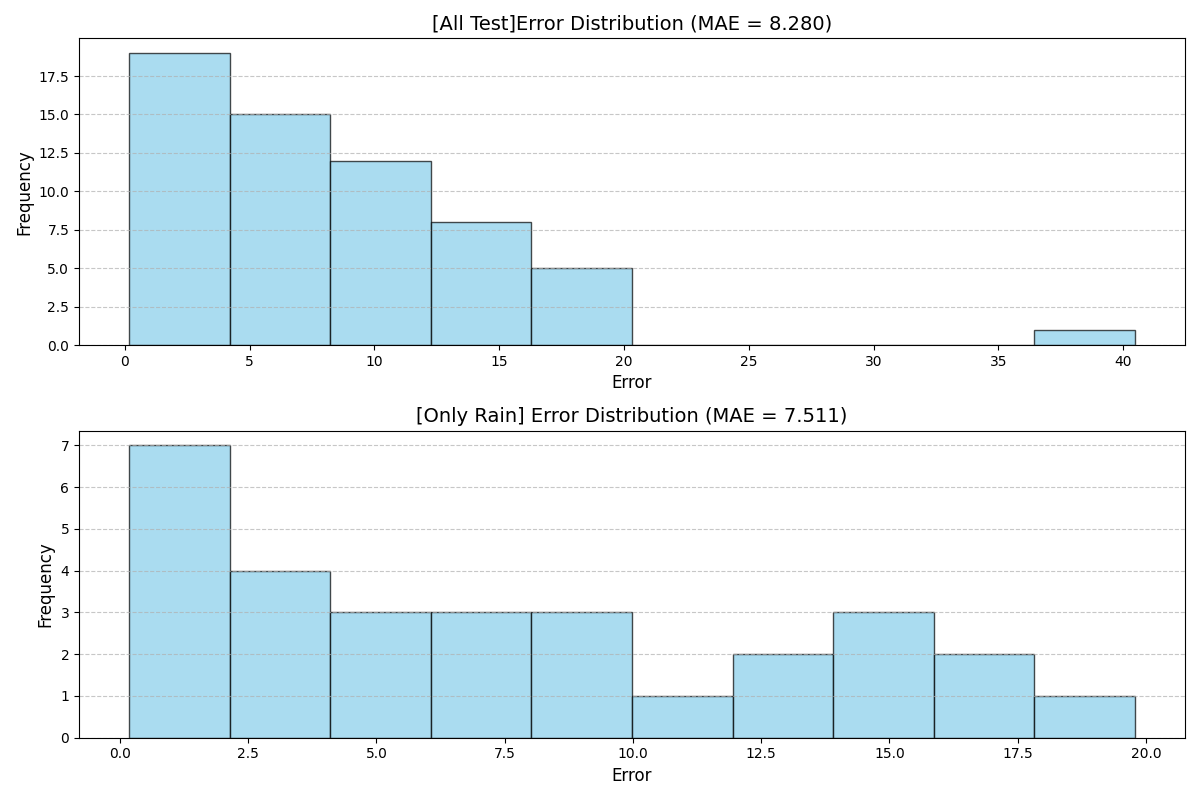 [All Test]Error Distribution (MAE = 8.280)
Frequency
17.5
15.0
12.5
10.0
7.5
5.0
2.5
0.0
0 5 10 15 20 25 30 35 40
Error
[Only Rain] Error Distribution (MAE = 7.511)
Frequency
7
6
5
4
3
2
1
0
0.0 2.5 5.0 7.5 10.0 12.5 15.0 17.5 20.0
Error